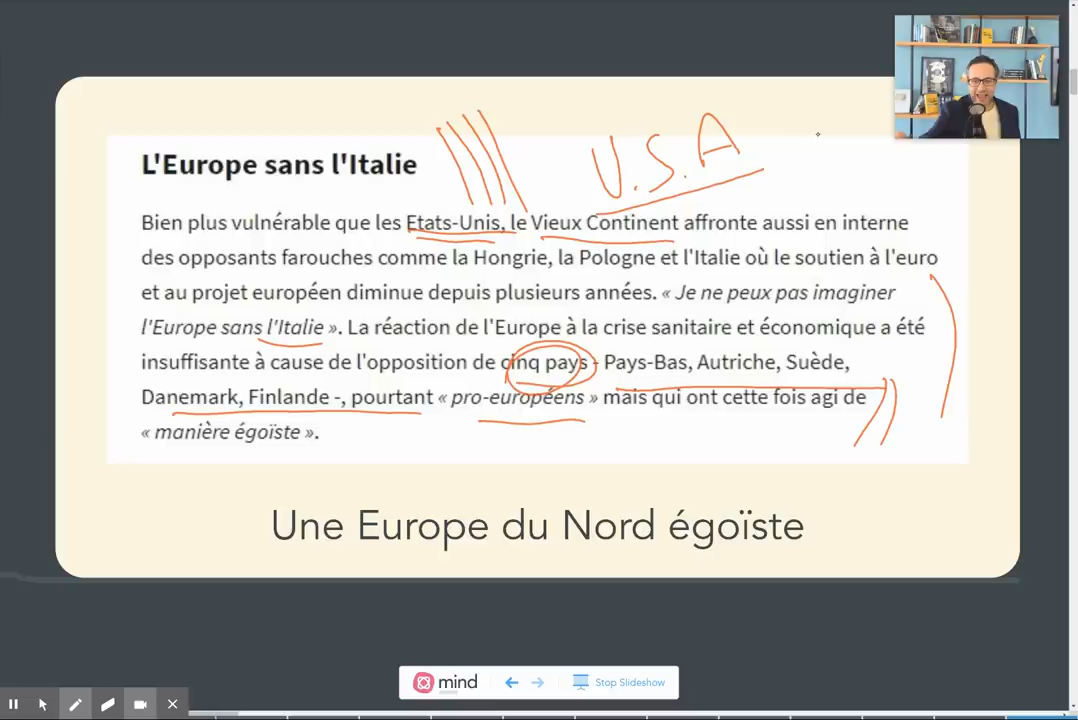 L'Europe sans l'Italie
U.S.A
Bien plus vulnérable que les Etats-Unis, le Vieux Continent affronte aussi en interne
des opposants farouches comme la Hongrie, la Pologne et l'Italie où le soutien à l'euro
et au projet européen diminue depuis plusieurs années. « Je ne peux pas imaginer
l'Europe sans l'Italie ». La réaction de l'Europe à la crise sanitaire et économique a été
insuffisante à cause de l'opposition de cinq pays - Pays-Bas, Autriche, Suède,
Danemark, Finlande -, pourtant « pro-européens » mais qui ont cette fois agi de
« manière égoïste ».
Une Europe du Nord égoïste
mind
Stop Slideshow